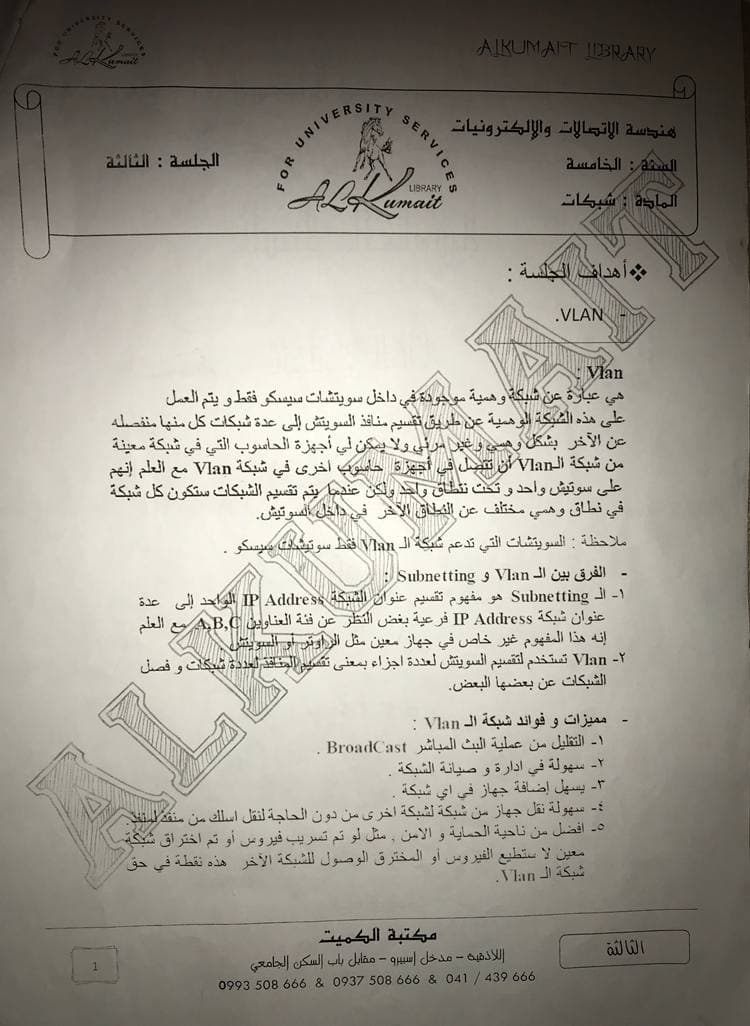 FOR UNIVERSITY SERVICES
LIBRARY
AL Kumait
ALKUMAIT LIBRARY
هندسة الاتصالات والإلكترونيات
السنة : الخامسة
المادة : شبكات
FOR UNIVERSITY SERVICES
LIBRARY
AL Kumait
الجلسة : الثالثة
❖ أهداف الجلسة :
- VLAN.
Vlan :
هي عبارة عن شبكة وهمية موجودة في داخل سويتشات سيسكو فقط و يتم العمل
على هذه الشبكة الوهمية عن طريق تقسيم منافذ السويتش إلى عدة شبكات كل منها منفصله
عن الآخر بشكل وهمي وغير مرئي ولا يمكن لي أجهزة الحاسوب التي في شبكة معينة
من شبكة الـVlan أن تتصل في أجهزة حاسوب اخرى في شبكة Vlan مع العلم إنهم
على سوتيش واحد و تحت نتطاق واحد ولكن عندما يتم تقسيم الشبكات ستكون كل شبكة
في نطاق وهمي مختلف عن النطاق الآخر في داخل السوتيش.
ملاحظة : السويتشات التي تدعم شبكة الـ Vlan فقط سوتيشات سيسكو .
- الفرق بين الـ Vlan و Subnetting :
١- الـ Subnetting هو مفهوم تقسيم عنوان الشبكة IP Address الواحد إلى عدة
عنوان شبكة IP Address فرعية بغض النظر عن فئة العناوين A,B,C مع العلم
إنه هذا المفهوم غير خاص في جهاز معين مثل الراوتر أو السويتش .
٢- Vlan تستخدم لتقسيم السويتش لعددة اجزاء بمعنى تقسيم المنافذ لعددة شبكات و فصل
الشبكات عن بعضها البعض.
- مميزات و فوائد شبكة الـ Vlan :
١- التقليل من عملية البث المباشر BroadCast .
٢- سهولة في ادارة و صيانة الشبكة .
٣- يسهل إضافة جهاز في اي شبكة .
٤- سهولة نقل جهاز من شبكة لشبكة اخرى من دون الحاجة لنقل اسلك من منفذ لمنفذ.
٥- افضل من ناحية الحماية و الامن , مثل لو تم تسريب فيروس أو تم اختراق شبكة
معين لا ستطيع الفيروس أو المخترق الوصول للشبكة الآخر هذه نقطة في حق
شبكة الـ Vlan.
ALKUMAIT
الثالثة
مكتبة الكميت
اللاذقيه – مدخل إسبيرو – مقابل باب السكن الجامعي
0993 508 666 & 0937 508 666 & 041 / 439 666
1